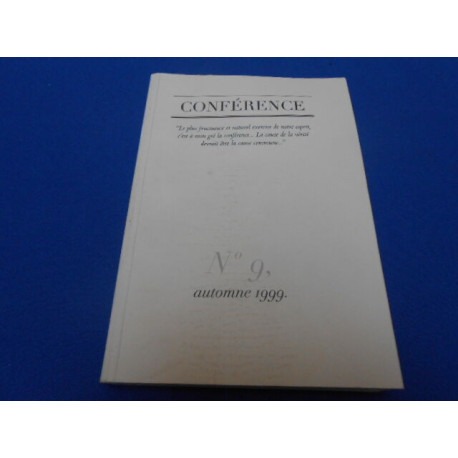 CONFÉRENCE
"Le plus fructueux et naturel exercice de notre esprit,
c'est à mon gré la conférence... La cause de la vérité
devrait être la cause commune."
N° 9,
automne 1999.